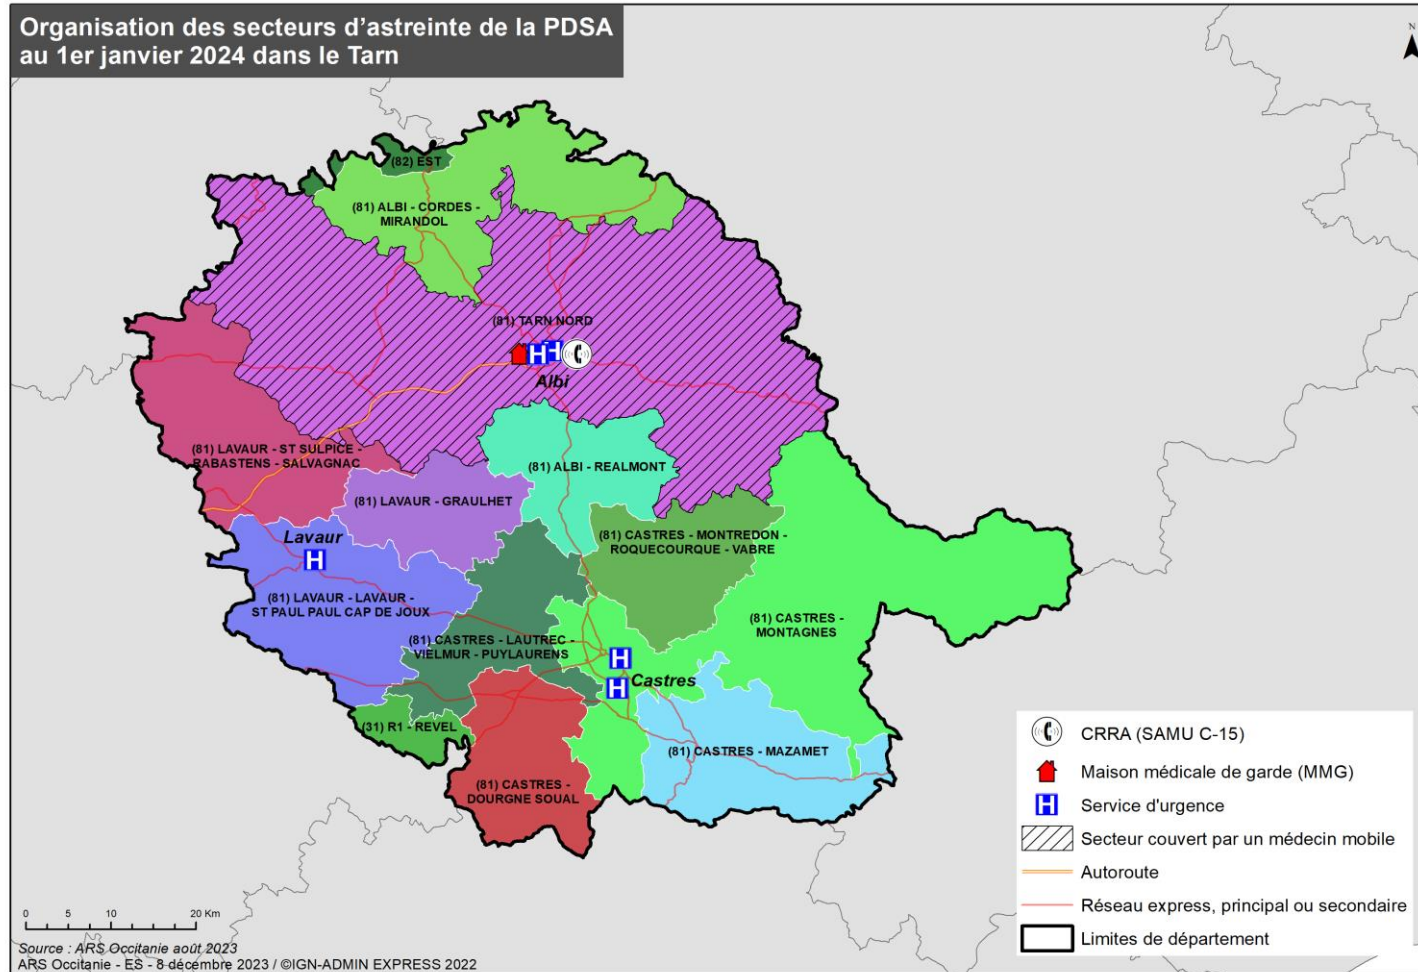 Organisation des secteurs d'astreinte de la PDSA
au 1er janvier 2024 dans le Tarn
N
(82) EST
(81) ALBI - CORDES -
MIRANDOL
(81) TARN NORD
H
H
Albi
(81) LAVAUR - ST SULPICE -
RABASTENS - SALVAGNAC
(81) ALBI - REALMONT
(81) LAVAUR - GRAULHET
(81) CASTRES - MONTREDON -
ROQUECOURQUE - VABRE
Lavaur
H
(81) LAVAUR - LAVAUR -
ST PAUL PAUL CAP DE JOUX
(81) CASTRES -
MONTAGNES
(81) CASTRES - LAUTREC -
VIELMUR - PUYLAURENS
H
H
Castres
(31) R1 - REVEL
(81) CASTRES - MAZAMET
(81) CASTRES -
DOURGNE SOUAL
CRRA (SAMU C-15)
Maison médicale de garde (MMG)
H
Service d'urgence
Secteur couvert par un médecin mobile
Autoroute
Réseau express, principal ou secondaire
Limites de département
0 5 10 20 Km
Source : ARS Occitanie août 2023
ARS Occitanie - ES - 8 décembre 2023 / ©IGN-ADMIN EXPRESS 2022